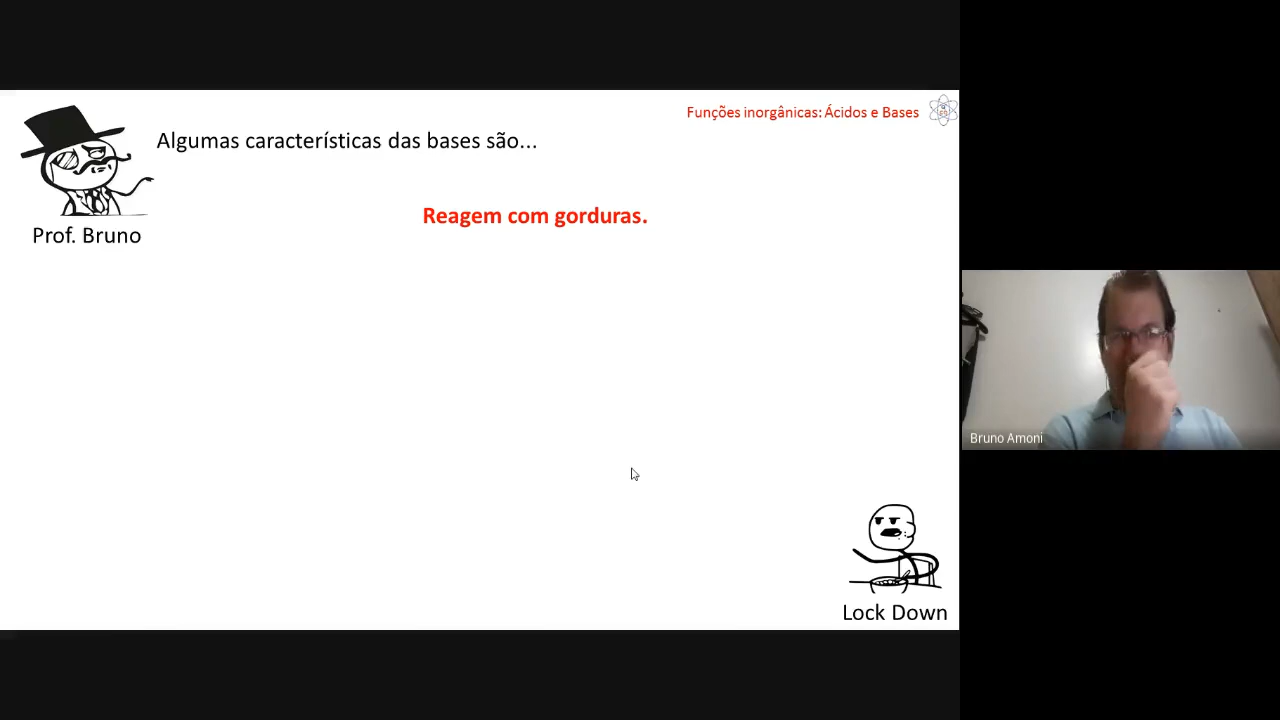 Funções inorgânicas: Ácidos e Bases
Algumas características das bases são...
Reagem com gorduras.
Prof. Bruno
Bruno Amoni
Lock Down